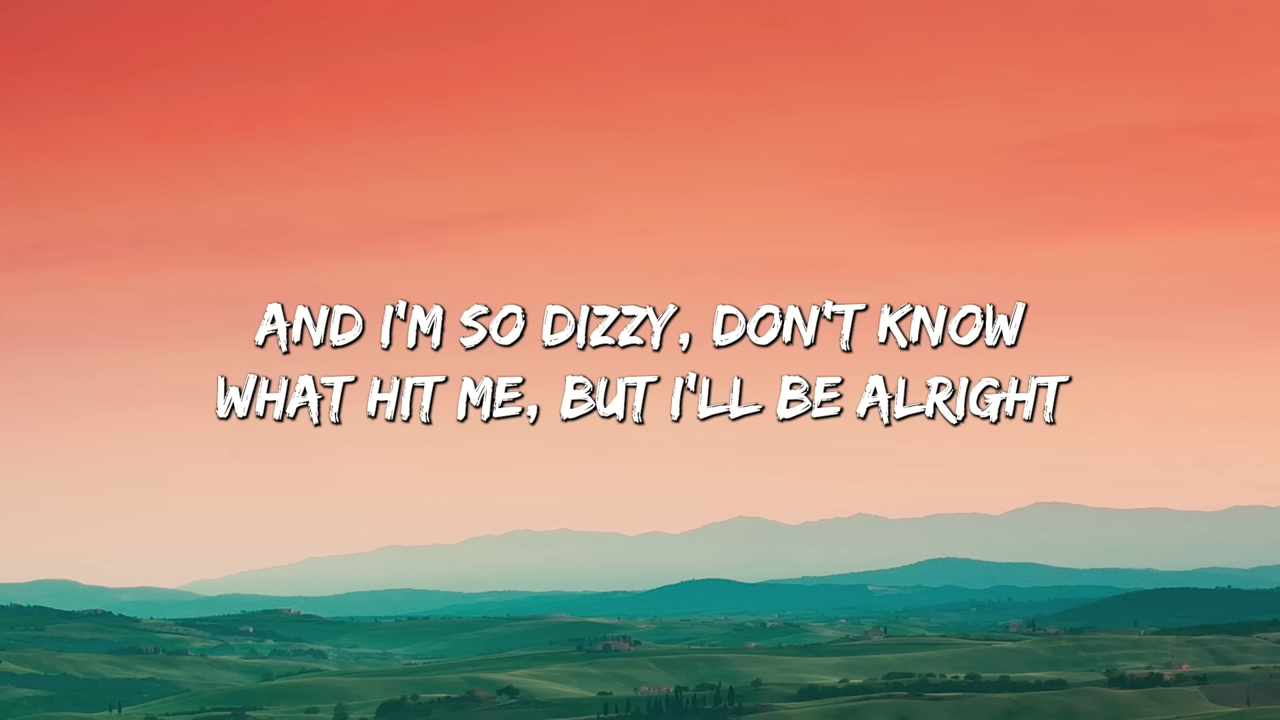 AND I'M SO DIZZY, DON'T KNOW
WHAT HIT ME, BUT I'LL BE ALRIGHT